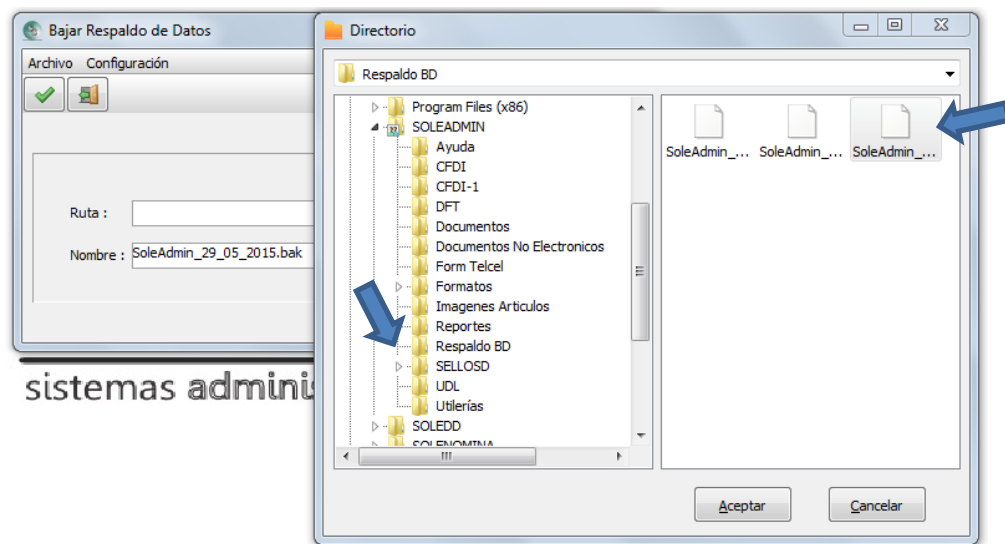 Bajar Respaldo de Datos
Archivo Configuración
Ruta :
Nombre : SoleAdmin_29_05_2015.bak
sistemas adminis
Directorio
Respaldo BD
Program Files (x86)
SOLEADMIN
Ayuda
CFDI
CFDI-1
DFT
Documentos
Documentos No Electronicos
Form Telcel
Formatos
Imagenes Articulos
Reportes
Respaldo BD
SELLOSD
UDL
Utilerías
SOLEDD
SOLENOMINA
SoleAdmin_... SoleAdmin_... SoleAdmin_...
Aceptar Cancelar